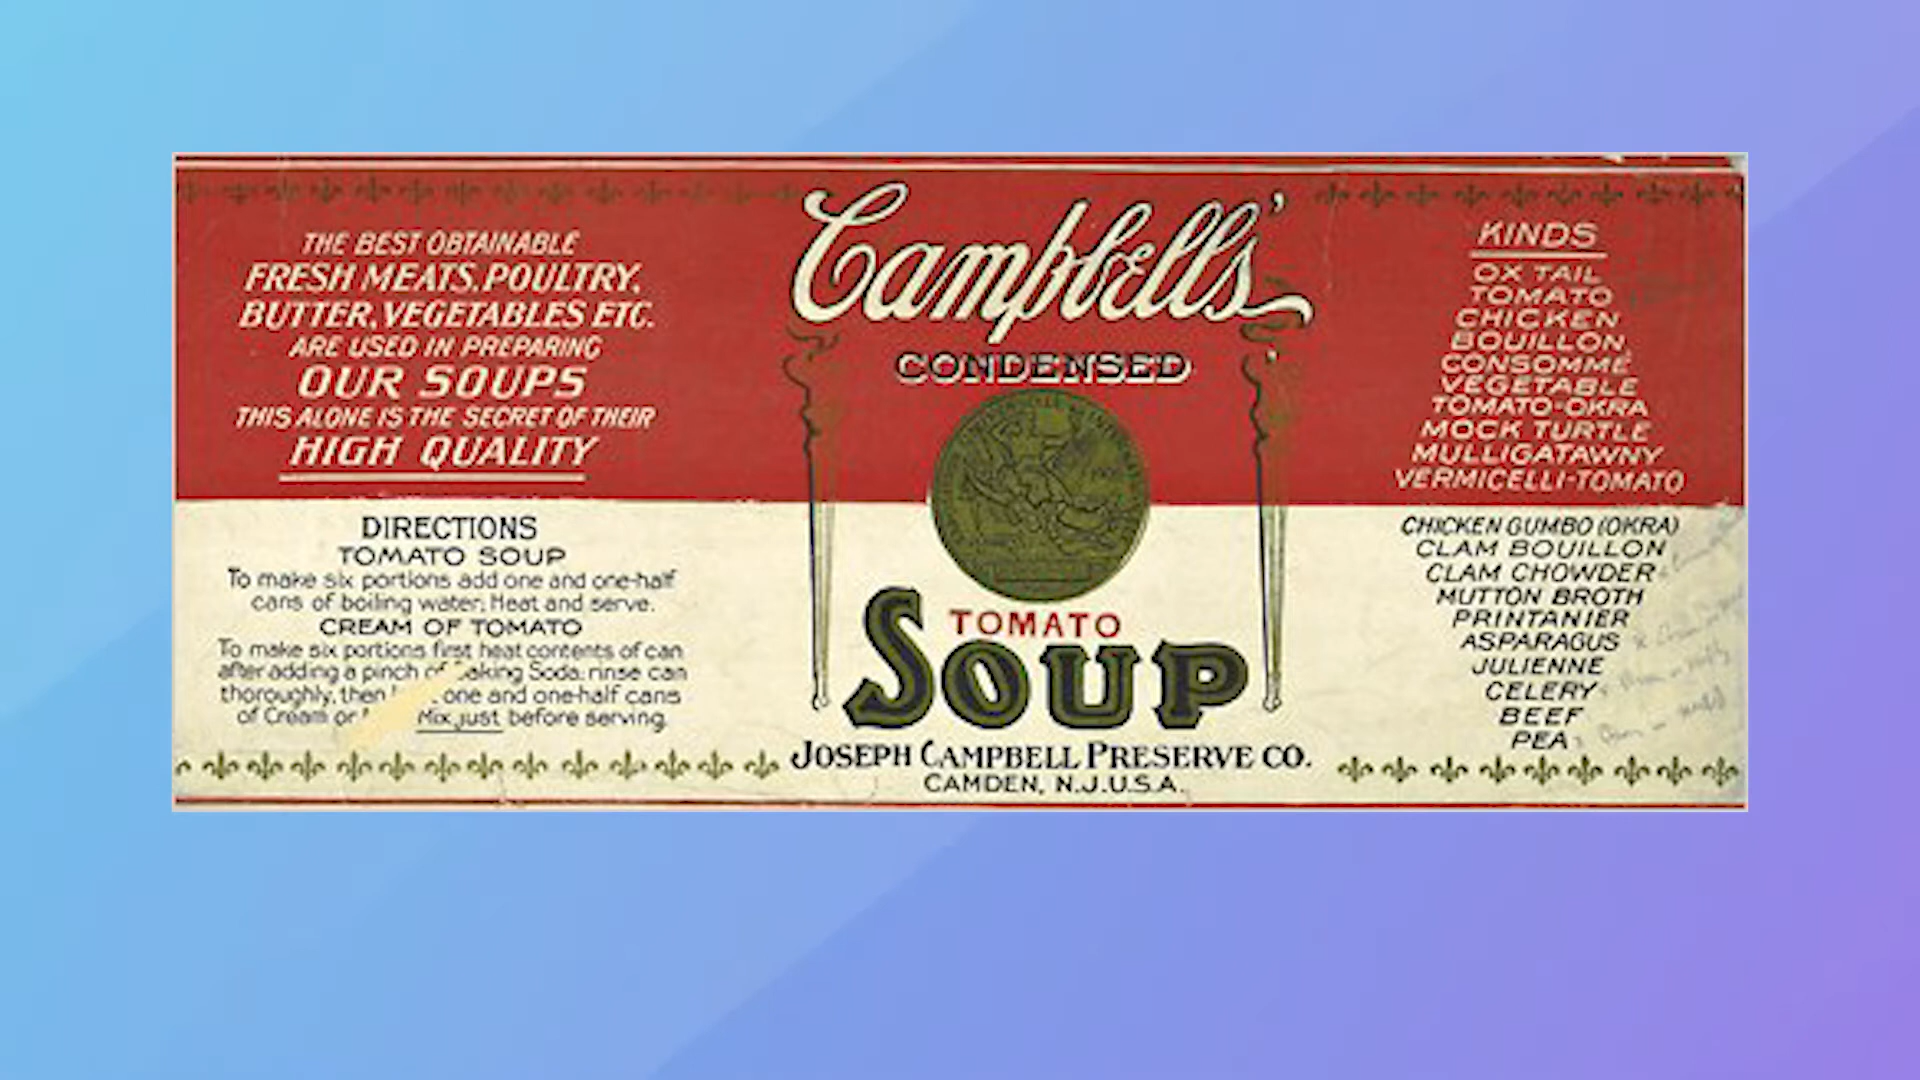 THE BEST OBTAINABLE
FRESH MEATS, POULTRY,
BUTTER, VEGETABLES ETC.
ARE USED IN PREPARING
OUR SOUPS
THIS ALONE IS THE SECRET OF THEIR
HIGH QUALITY
DIRECTIONS
TOMATO SOUP
To make six portions add one and one-half
cans of boiling water. Heat and serve.
CREAM OF TOMATO
To make six portions first heat contents of can
after adding a pinch Soda: rinse can
thoroughly, then one and one-half cans
of Cream or Mix just before serving.
Campbell's'
CONDENSED
TOMATO
SOUP
JOSEPH CAMPBELL PRESERVE CO.
CAMDEN, N.J.U.S.A.
KINDS
OX TAIL
TOMATO
CHICKEN
BOUILLON
CONSOMMÉ
VEGETABLE
TOMATO-OKRA
MOCK TURTLE
MULLIGATAWNY
VERMICELLI-TOMATO
CHICKEN GUMBO (OKRA)
CLAM BOUILLON
CLAM CHOWDER
MUTTON BROTH
PRINTANIER
ASPARAGUS
JULIENNE
CELERY
BEEF
PEA